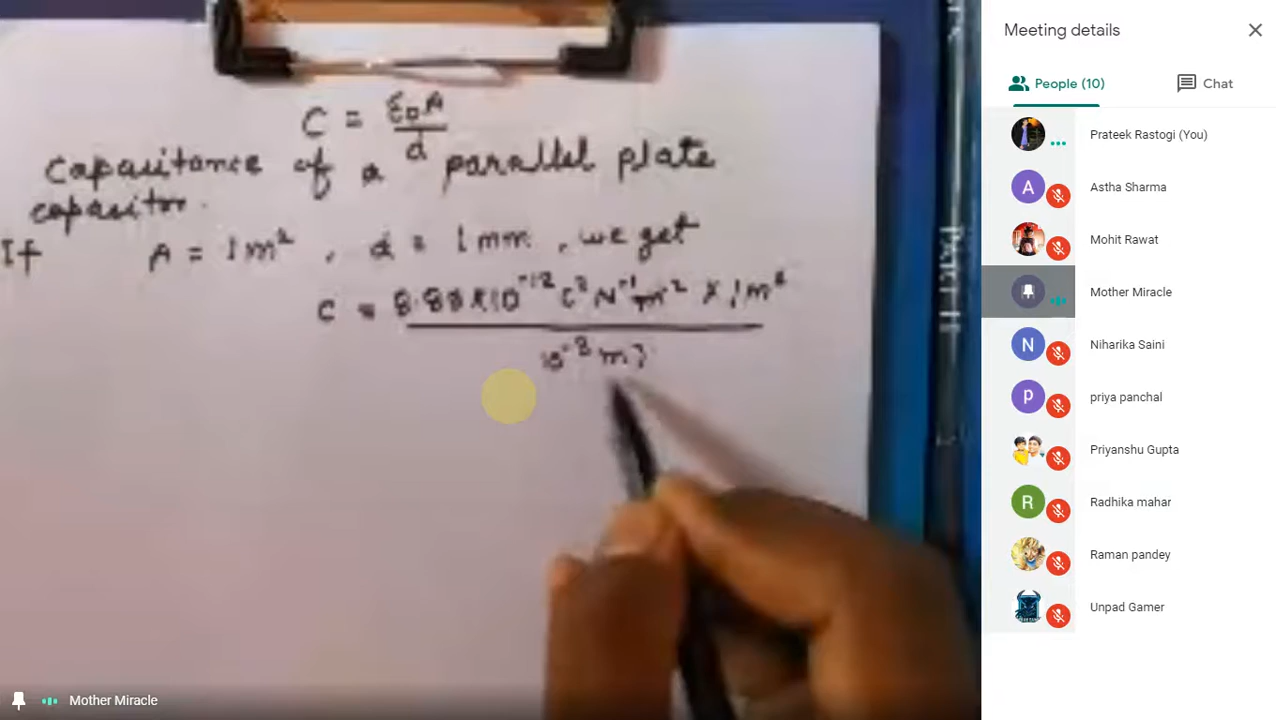 C = ε0A
d
Capacitance of a parallel plate
capacitor.
If A = 1m², d = 1mm, we get
C = 8.85×10⁻¹² C² N⁻¹ m⁻² × 1m²
10⁻³ m
Mother Miracle
Meeting details
People (10)
Chat
Prateek Rastogi (You)
A Astha Sharma
Mohit Rawat
Mother Miracle
N Niharika Saini
p priya panchal
Priyanshu Gupta
R Radhika mahar
Raman pandey
Unpad Gamer